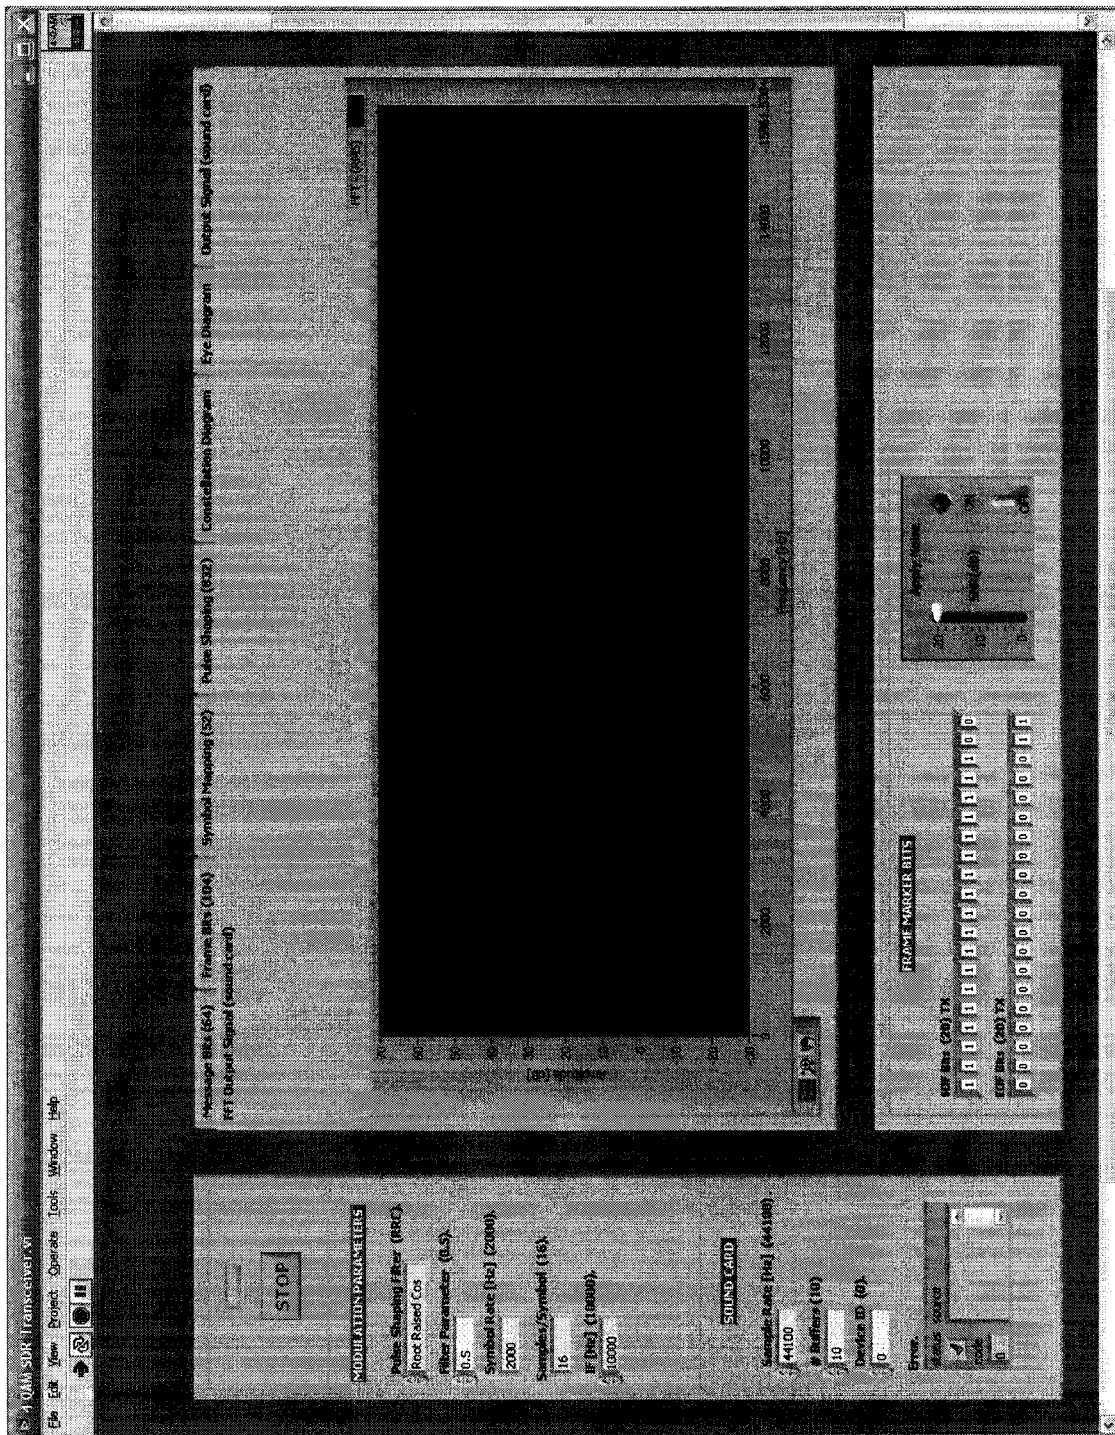 4 QAM SDR Transceiver.vi
File Edit View Project Operate Tools Window Help
STOP
MODULATION PARAMETERS
Pulse Shaping Filter (RRC).
Root Raised Cos
Filter Parameter (0.5).
0.5
Symbol Rate [Hz] (2000).
2000
Samples/Symbol (16).
16
IF [Hz] (10000).
10000
SOUND CARD
Sample Rate [Hz] (44100)
44100
# Buffers (10)
10
Device ID (0).
0
Error.
status source
code
0
Message Bits (64) Frame Bits (104) Symbol Mapping (52) Pulse Shaping (832) Constellation Diagram Eye Diagram Output Signal (sound card)
FFT Output Signal (sound card)
FFT - (RMS)
Amplitude [dB]
70
60
50
40
30
20
10
0
-10
-20
-30
0 2000 4000 6000 8000 10000 12000 14000
Frequency [Hz]
FRAME MARKER BITS
SOF Bits (20) TX
1 1 1 1 1 1 1 1 1 1 1 1 1 1 1 1 1 1 0 0
EOF Bits (20) TX
0 0 0 0 0 0 0 0 0 0 0 0 0 0 0 0 0 0 1 1
Apply Noise
SNR (dB)
20
10
0
ON
OFF